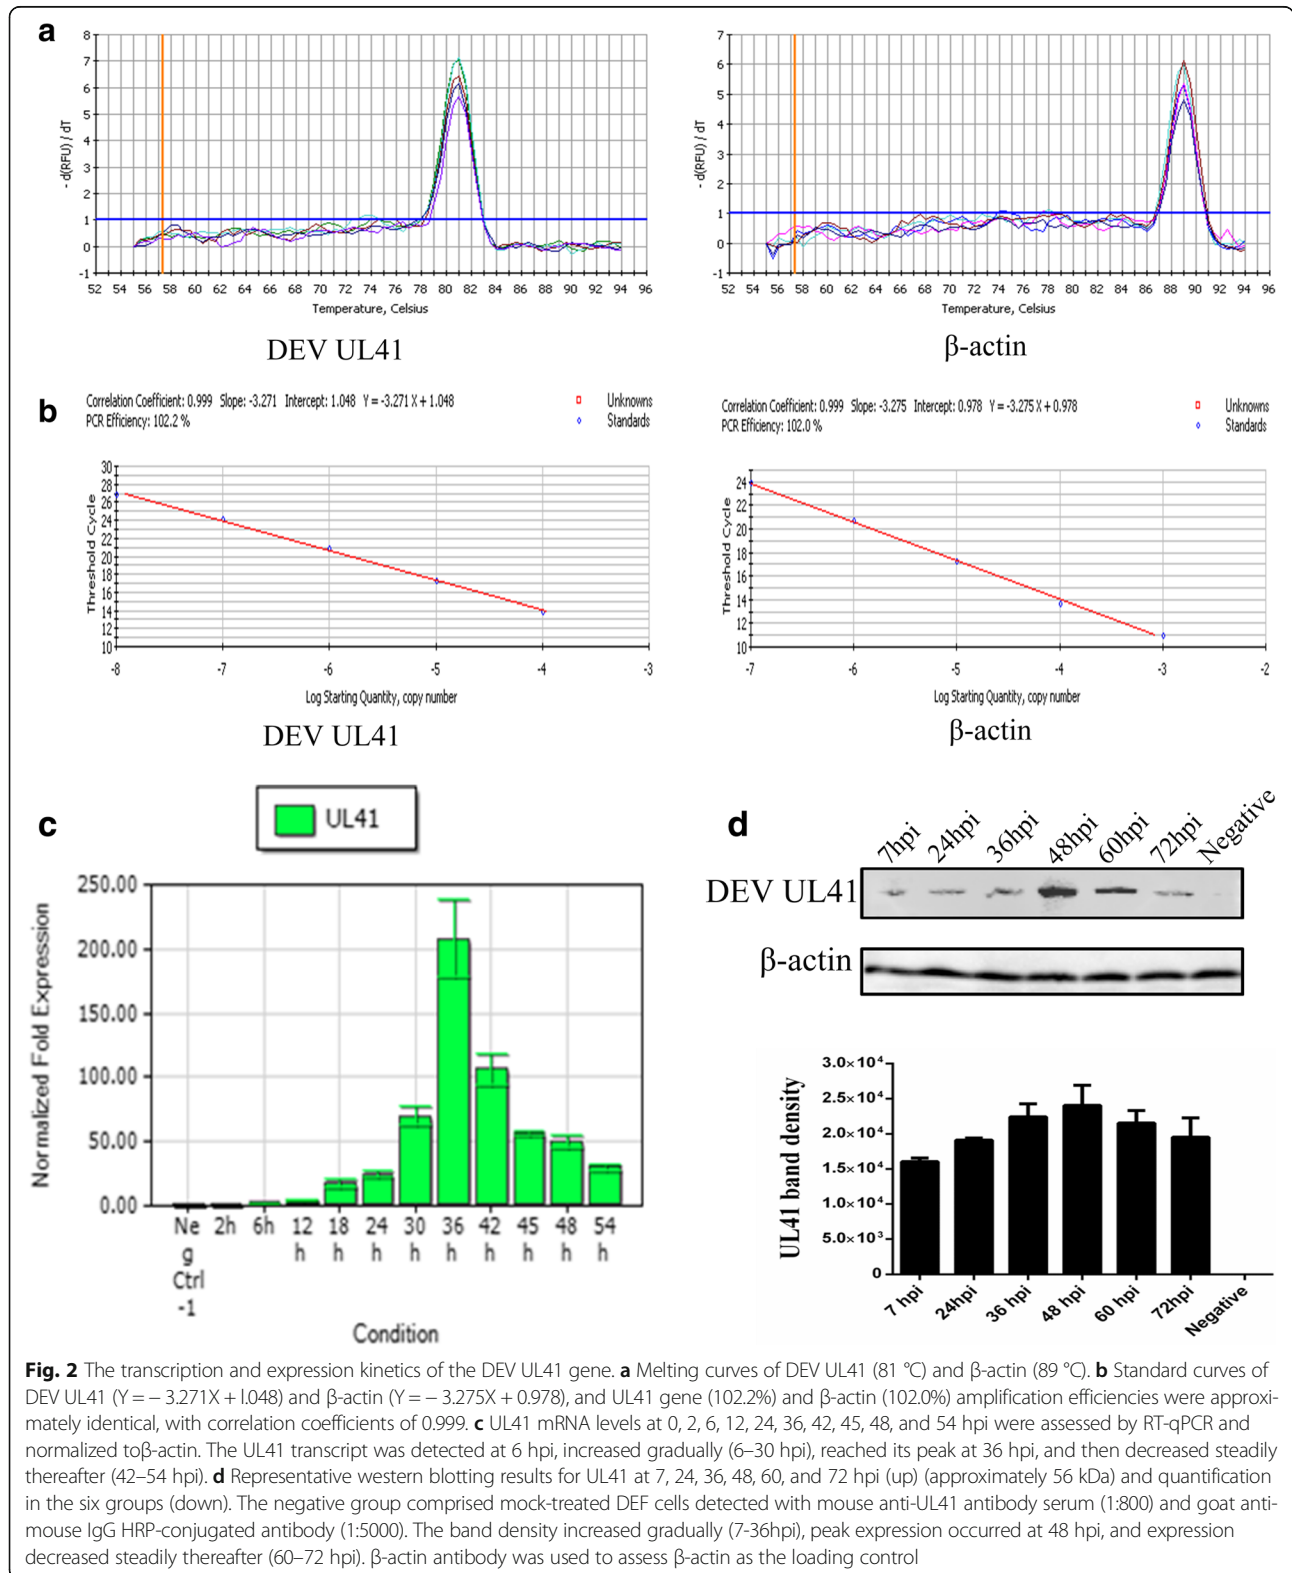 a
8
7
6
5
4
3
2
1
0
-1
- d(RFU) / dT
52 54 56 58 60 62 64 66 68 70 72 74 76 78 80 82 84 86 88 90 92 94 96
Temperature, Celsius
DEV UL41
7
6
5
4
3
2
1
0
-1
- d(RFU) / dT
52 54 56 58 60 62 64 66 68 70 72 74 76 78 80 82 84 86 88 90 92 94 96
Temperature, Celsius
β-actin
b
Correlation Coefficient: 0.999 Slope: -3.271 Intercept: 1.048 Y = -3.271 X + 1.048
PCR Efficiency: 102.2 %
Unknowns
Standards
30
28
26
24
22
20
18
16
14
12
10
Threshold Cycle
-8 -7 -6 -5 -4 -3
Log Starting Quantity, copy number
DEV UL41
Correlation Coefficient: 0.999 Slope: -3.275 Intercept: 0.978 Y = -3.275 X + 0.978
PCR Efficiency: 102.0 %
Unknowns
Standards
24
22
20
18
16
14
12
10
Threshold Cycle
-7 -6 -5 -4 -3 -2
Log Starting Quantity, copy number
β-actin
c
UL41
250.00
200.00
150.00
100.00
50.00
0.00
Normalized Fold Expression
Ne 2h 6h 12 18 24 30 36 42 45 48 54
g h h h h h h h h h
Ctrl
-1
Condition
d
7hpi 24hpi 36hpi 48hpi 60hpi 72hpi Negative
DEV UL41
β-actin
3.0×10⁴
2.5×10⁴
2.0×10⁴
1.5×10⁴
1.0×10⁴
5.0×10³
0
UL41 band density
7 hpi 24hpi 36 hpi 48 hpi 60 hpi 72hpi Negative
Fig. 2 The transcription and expression kinetics of the DEV UL41 gene. a Melting curves of DEV UL41 (81 °C) and β-actin (89 °C). b Standard curves of
DEV UL41 (Y = − 3.271X + l.048) and β-actin (Y = − 3.275X + 0.978), and UL41 gene (102.2%) and β-actin (102.0%) amplification efficiencies were approxi-
mately identical, with correlation coefficients of 0.999. c UL41 mRNA levels at 0, 2, 6, 12, 24, 36, 42, 45, 48, and 54 hpi were assessed by RT-qPCR and
normalized toβ-actin. The UL41 transcript was detected at 6 hpi, increased gradually (6–30 hpi), reached its peak at 36 hpi, and then decreased steadily
thereafter (42–54 hpi). d Representative western blotting results for UL41 at 7, 24, 36, 48, 60, and 72 hpi (up) (approximately 56 kDa) and quantification
in the six groups (down). The negative group comprised mock-treated DEF cells detected with mouse anti-UL41 antibody serum (1:800) and goat anti-
mouse IgG HRP-conjugated antibody (1:5000). The band density increased gradually (7-36hpi), peak expression occurred at 48 hpi, and expression
decreased steadily thereafter (60–72 hpi). β-actin antibody was used to assess β-actin as the loading control